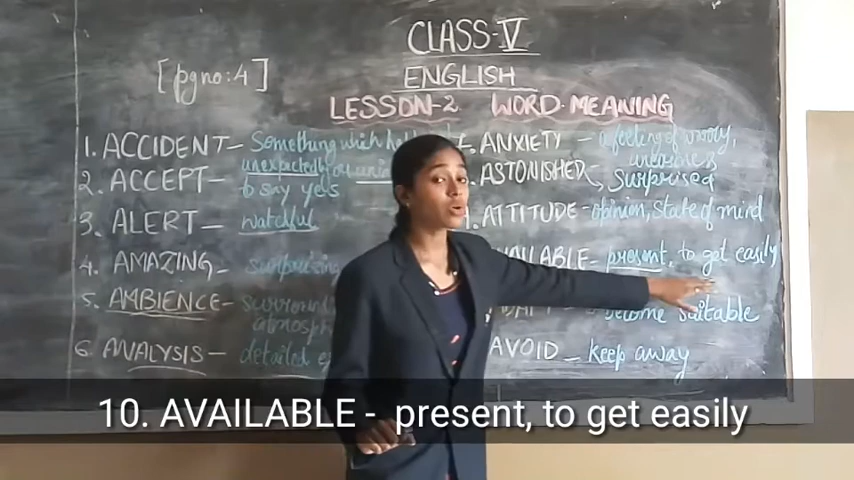 CLASS-V
[pgno:4]
ENGLISH
LESSON-2 WORD-MEANING
1. ACCIDENT- Something which
unexpectedly or
2. ACCEPT- to say yes
3. ALERT- watchful
4. AMAZING- surprising
5. AMBIENCE-
6. ANALYSIS- detailed
ANXIETY - a feeling of worry,
ASTONISHED Surprised
ATTITUDE- opinion, state of mind
present, to get easily
become suitable
AVOID - keep away
10. AVAILABLE - present, to get easily